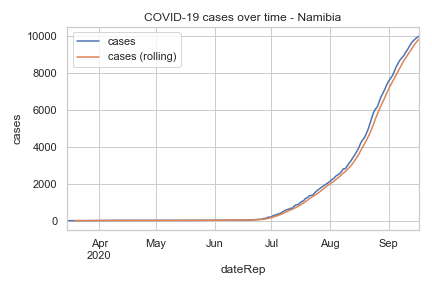 COVID-19 cases over time - Namibia
cases
cases (rolling)
10000
8000
6000
4000
2000
0
cases
Apr May Jun Jul Aug Sep
2020
dateRep